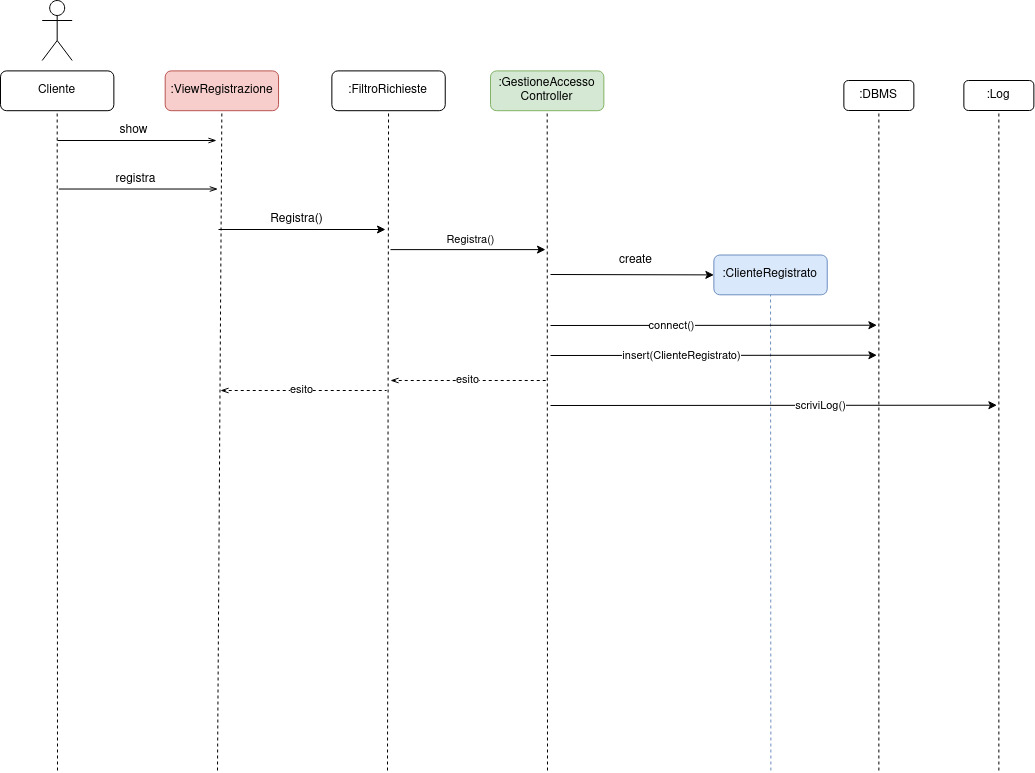 Cliente
:ViewRegistrazione
:FiltroRichieste
:GestioneAccesso
Controller
:DBMS
:Log
show
registra
Registra()
Registra()
create
:ClienteRegistrato
connect()
insert(ClienteRegistrato)
esito
esito
scriviLog()